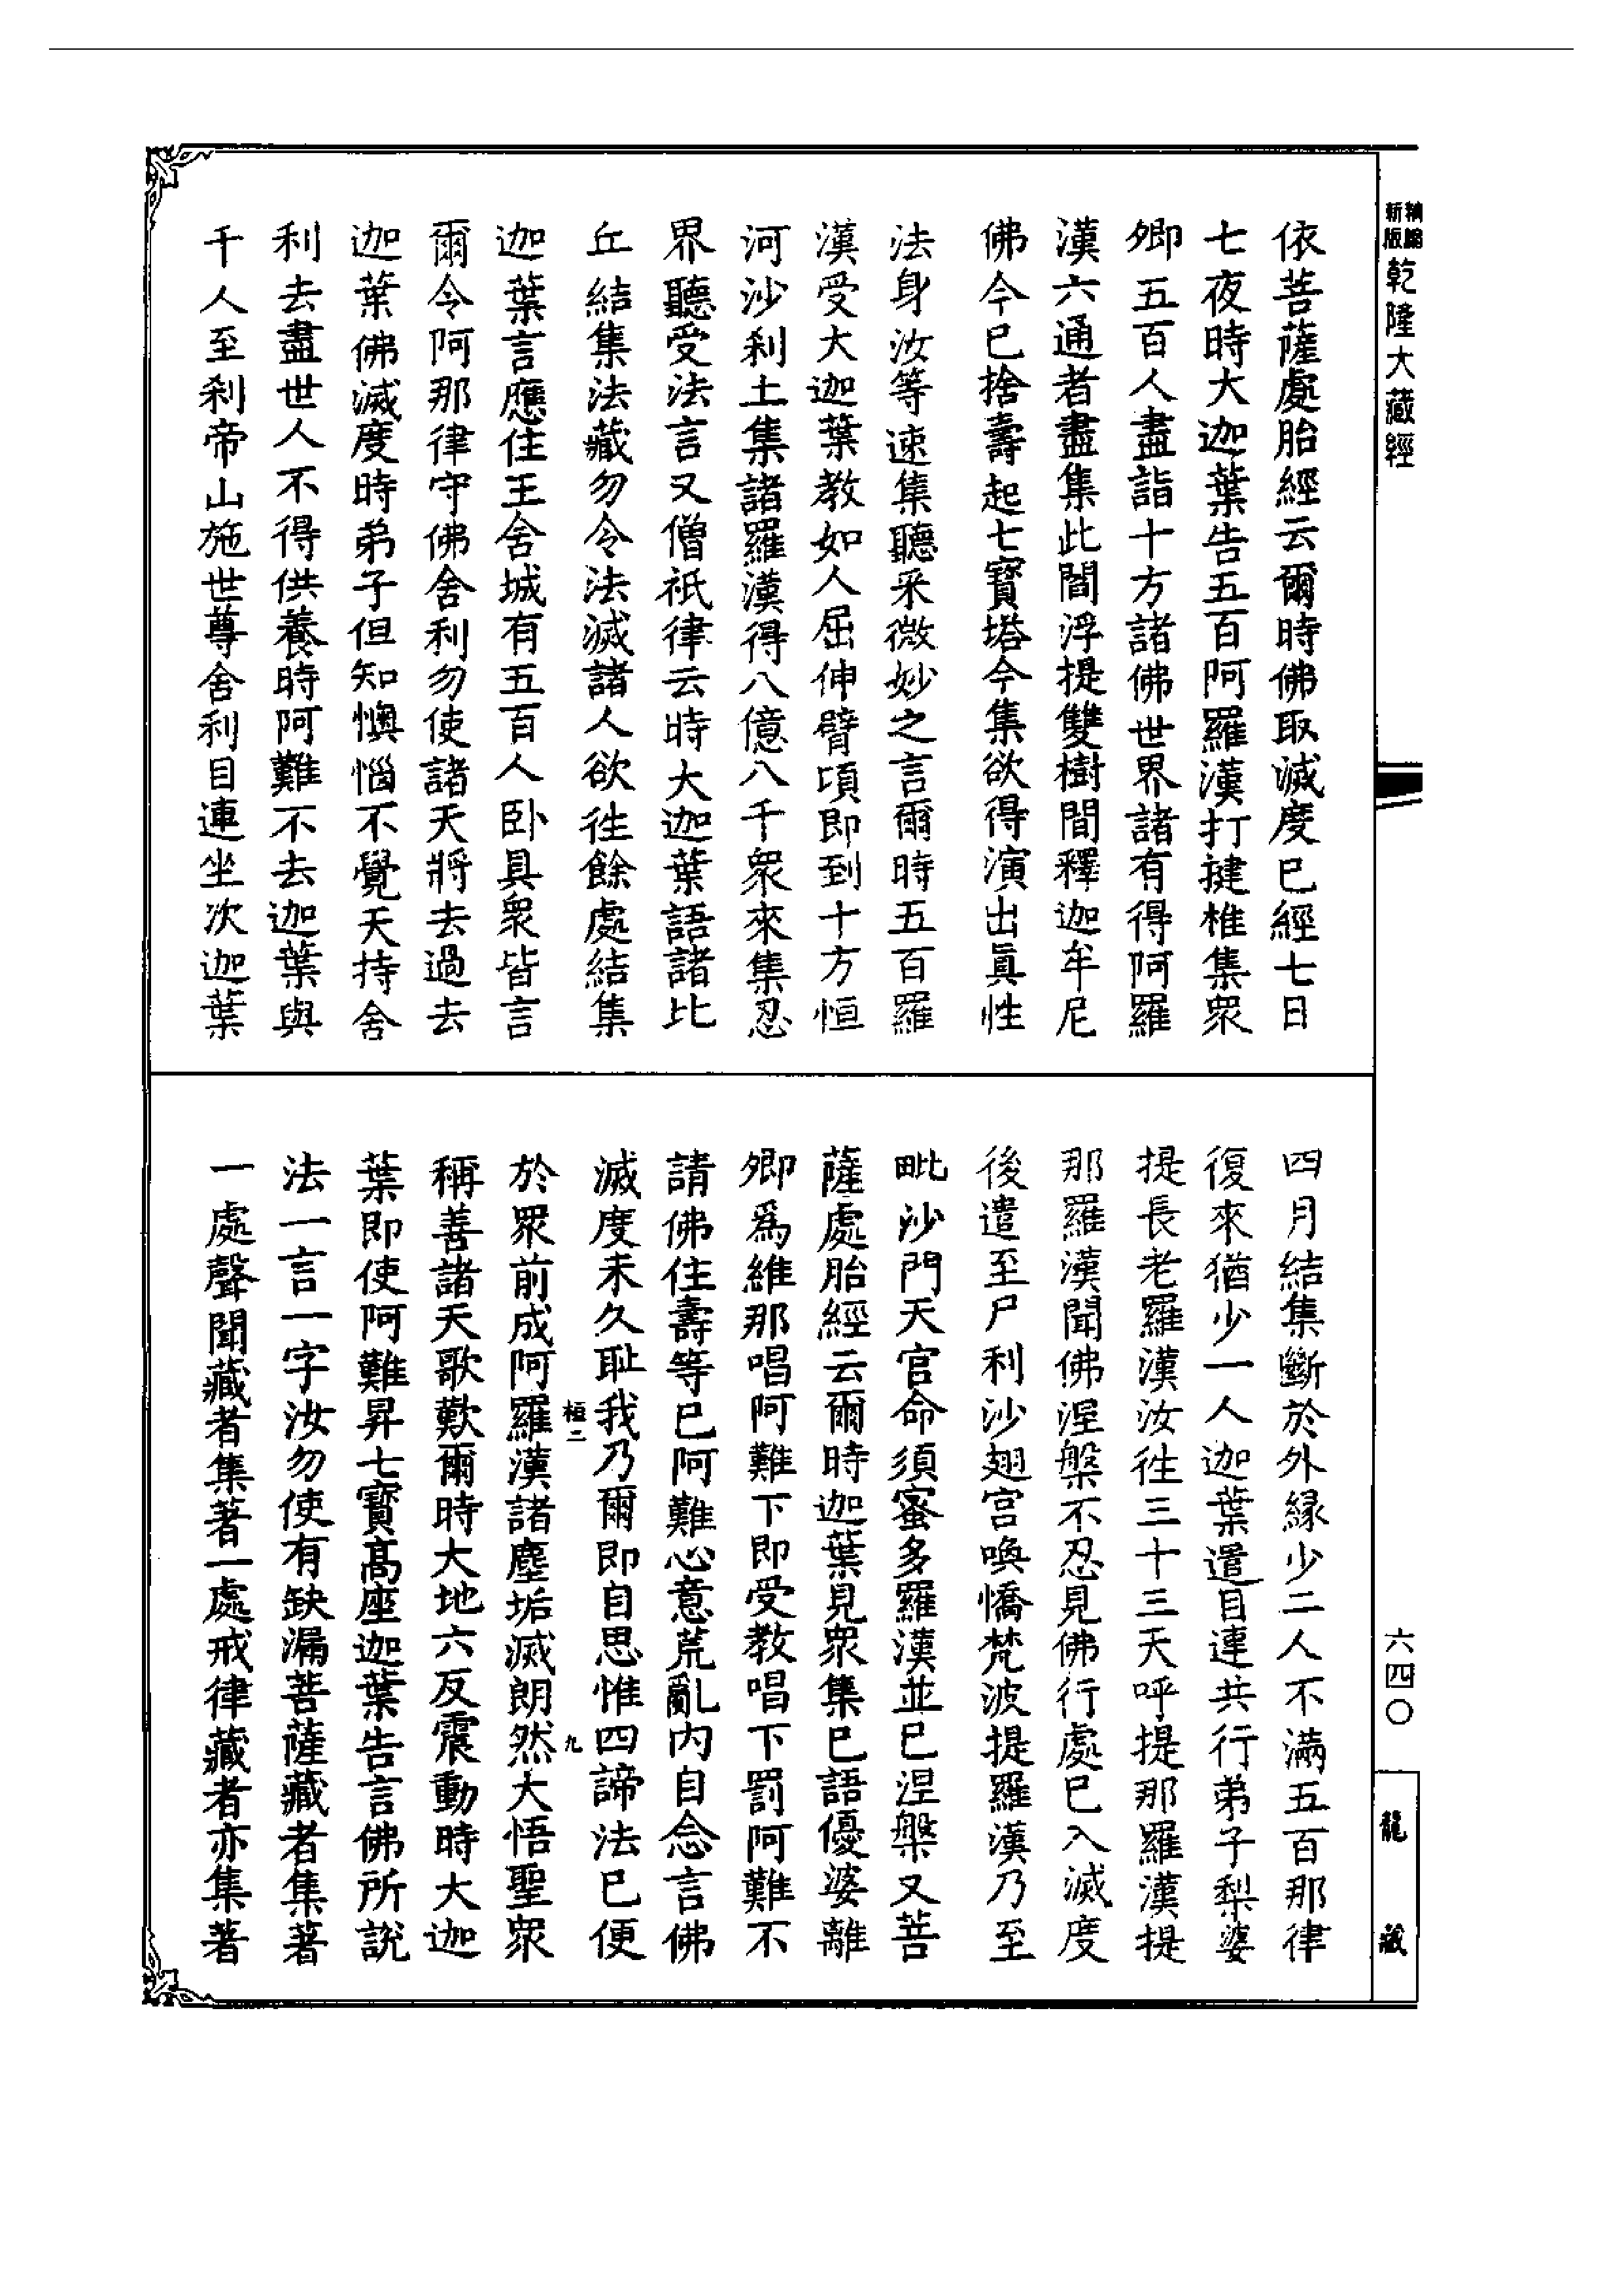 精縮
新版
乾隆大藏經
依菩薩處胎經云爾時佛取滅度已經七日
七夜時大迦葉告五百阿羅漢打揵椎集衆
卿五百人盡詣十方諸佛世界諸有得阿羅
漢六通者盡集此閻浮提雙樹間釋迦牟尼
佛今已捨壽起七寶塔今集欲得演出眞性
法身汝等速集聽采微妙之言爾時五百羅
漢受大迦葉教如人屈伸臂頃即到十方恒
河沙刹土集諸羅漢得八億八千衆來集忍
界聽受法言又僧祇律云時大迦葉語諸比
丘結集法藏勿令法滅諸人欲徃餘處結集
迦葉言應住王舍城有五百人卧具衆皆言
爾令阿那律守佛舍利勿使諸天將去過去
迦葉佛滅度時弟子但知懊惱不覺天持舍
利去盡世人不得供養時阿難不去迦葉與
千人至刹帝山施世尊舍利目連坐次迦葉
四月結集斷於外緣少二人不滿五百那律
復來猶少一人迦葉遣目連共行弟子梨婆
提長老羅漢汝徃三十三天呼提那羅漢提
那羅漢聞佛涅槃不忍見佛行處已入滅度
後遣至尸利沙翅宫喚憍梵波提羅漢乃至
毗沙門天官命須蜜多羅漢並已涅槃又菩
薩處胎經云爾時迦葉見衆集已語優婆離
卿爲維那唱阿難下即受教唱下罰阿難不
請佛住壽等已阿難心意荒亂内自念言佛
滅度未久耻我乃爾即自思惟四諦法已便
桓二
九
於衆前成阿羅漢諸塵垢滅朗然大悟聖衆
稱善諸天歌歎爾時大地六反震動時大迦
葉即使阿難昇七寳髙座迦葉告言佛所説
法一言一字汝勿使有缺漏菩薩藏者集著
一處聲聞藏者集著一處戒律藏者亦集著
六四〇
龍
藏